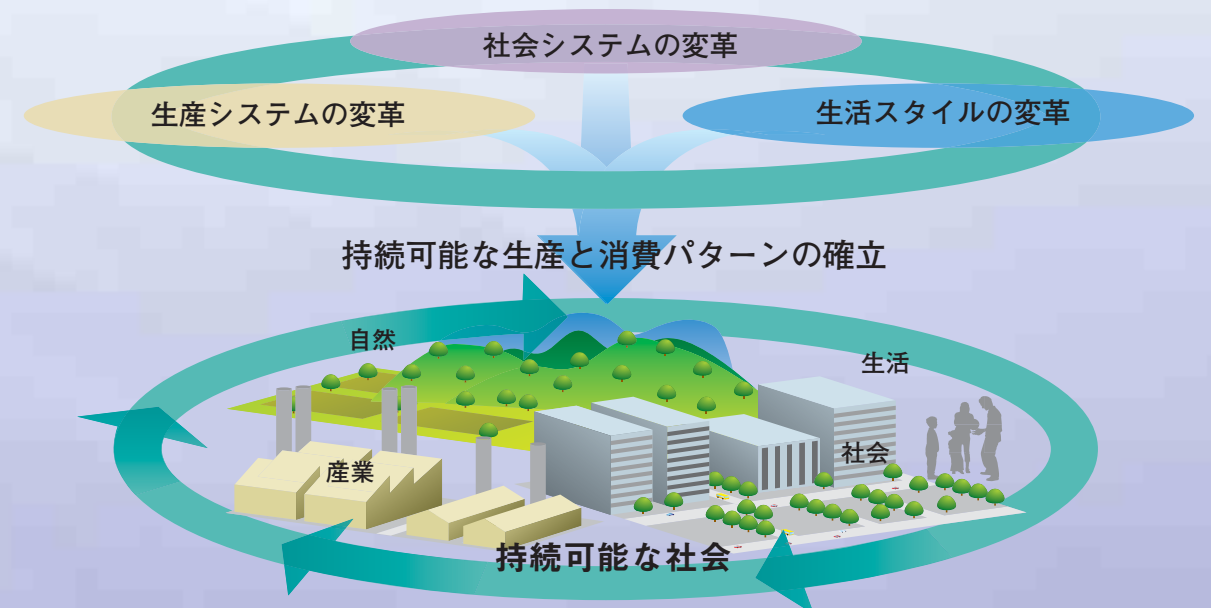 社会システムの変革
生産システムの変革
生活スタイルの変革
持続可能な生産と消費パターンの確立
自然
生活
社会
産業
持続可能な社会